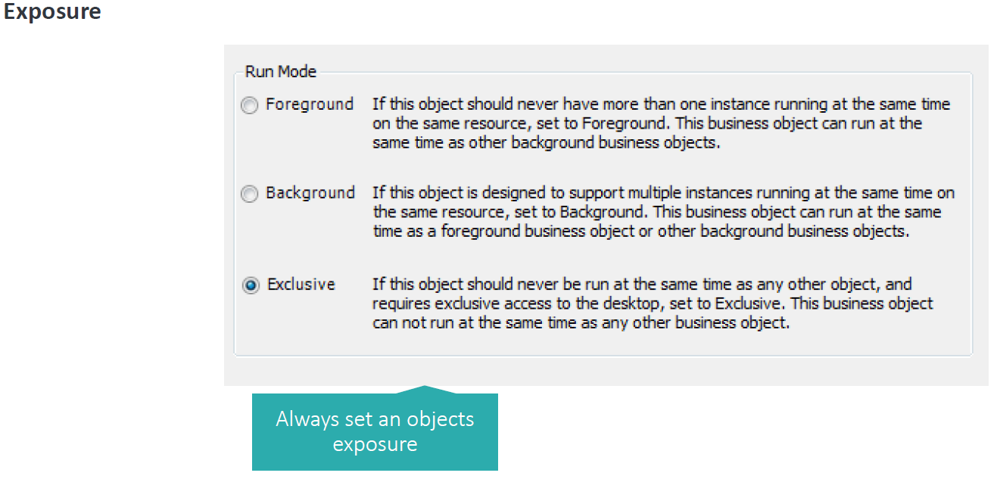 Exposure
Run Mode
Foreground
If this object should never have more than one instance running at the same time
on the same resource, set to Foreground. This business object can run at the
same time as other background business objects.
Background
If this object is designed to support multiple instances running at the same time on
the same resource, set to Background. This business object can run at the same
time as a foreground business object or other background business objects.
Exclusive
If this object should never be run at the same time as any other object, and
requires exclusive access to the desktop, set to Exclusive. This business object
can not run at the same time as any other business object.
Always set an objects
exposure